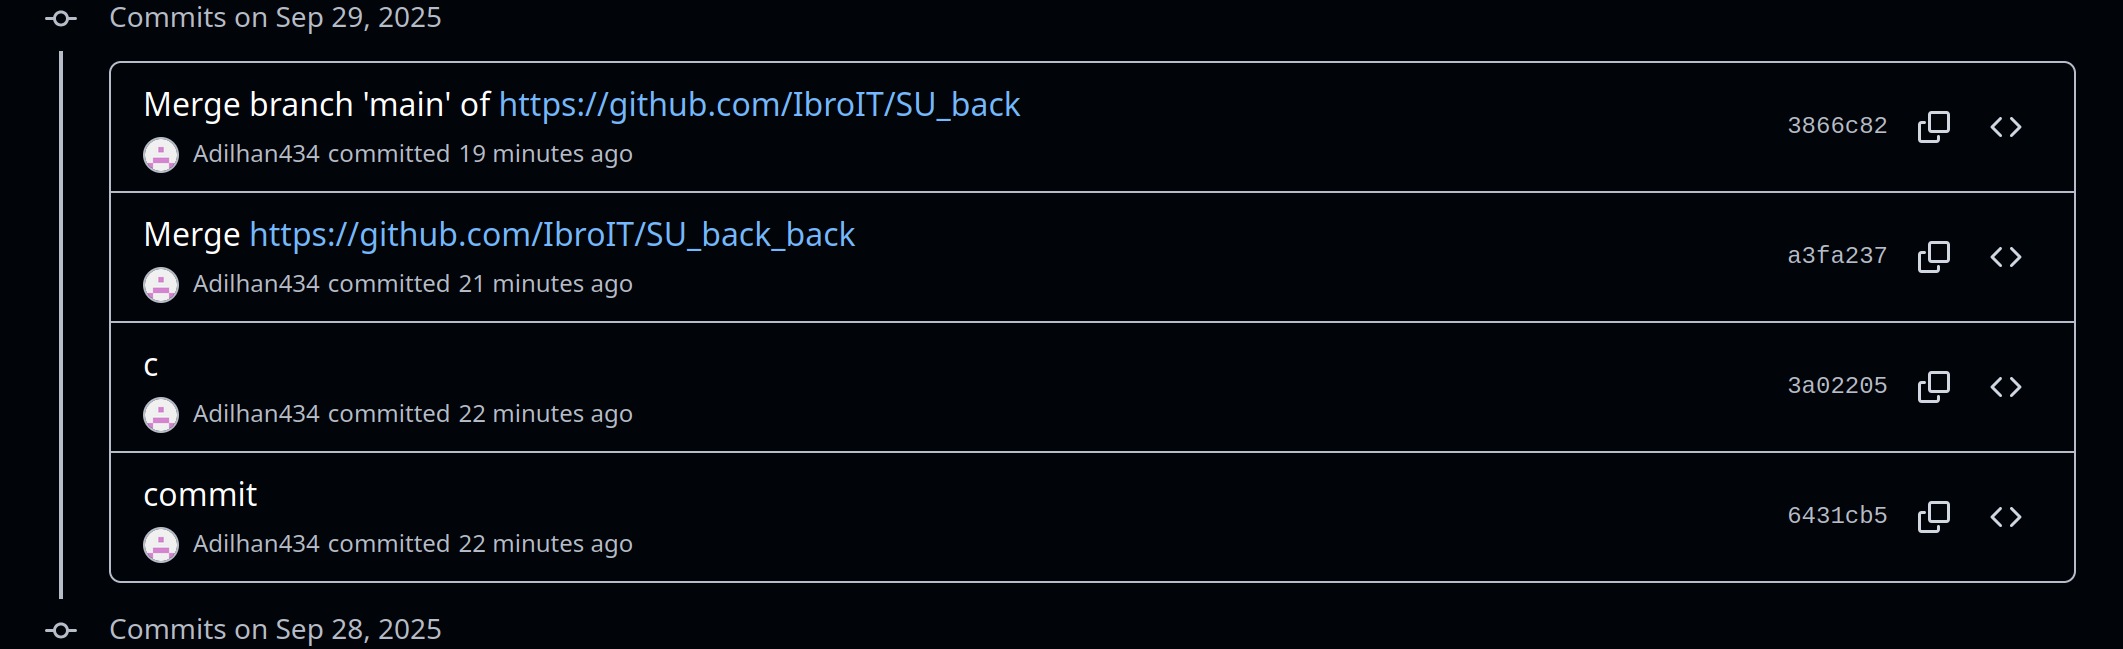 Commits on Sep 29, 2025
Merge branch 'main' of https://github.com/IbroIT/SU_back
3866c82
Adilhan434 committed 19 minutes ago
Merge https://github.com/IbroIT/SU_back_back
a3fa237
Adilhan434 committed 21 minutes ago
c
3a02205
Adilhan434 committed 22 minutes ago
commit
6431cb5
Adilhan434 committed 22 minutes ago
Commits on Sep 28, 2025